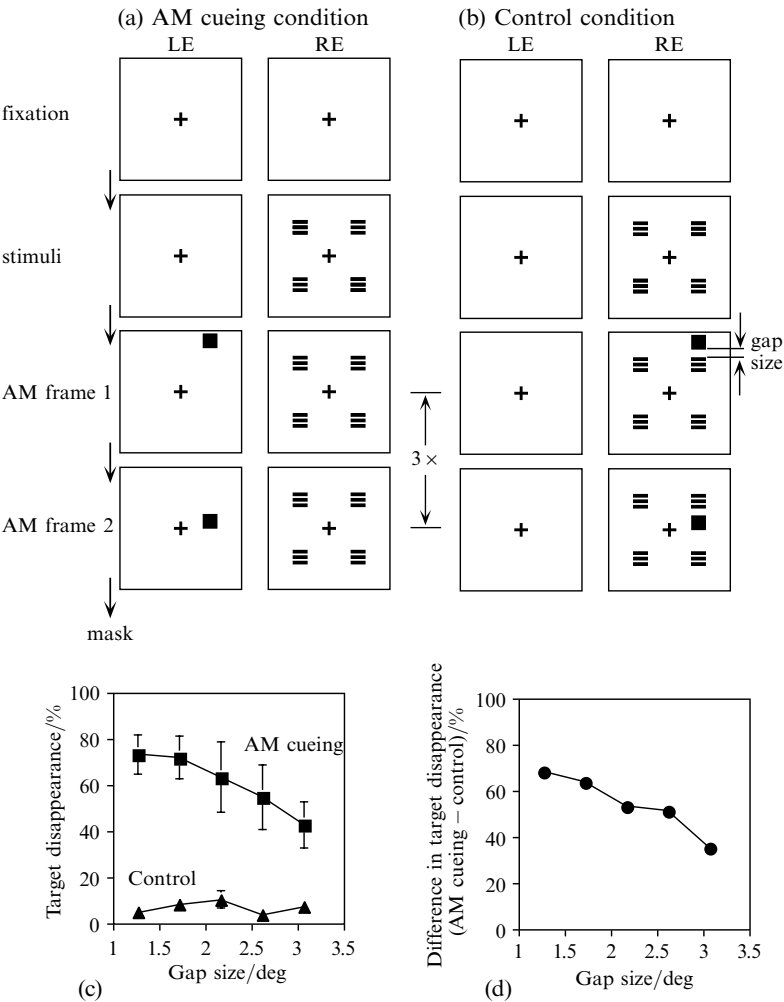 (a) AM cueing condition (b) Control condition
LE RE LE RE
fixation
stimuli
gap
size
AM frame 1
3 ×
AM frame 2
mask
Target disappearance/%
100
80
60
40
20
0
AM cueing
Control
1 1.5 2 2.5 3 3.5
Gap size/deg
(c)
Difference in target disappearance
(AM cueing − control)/%
100
80
60
40
20
0
1 1.5 2 2.5 3 3.5
Gap size/deg
(d)